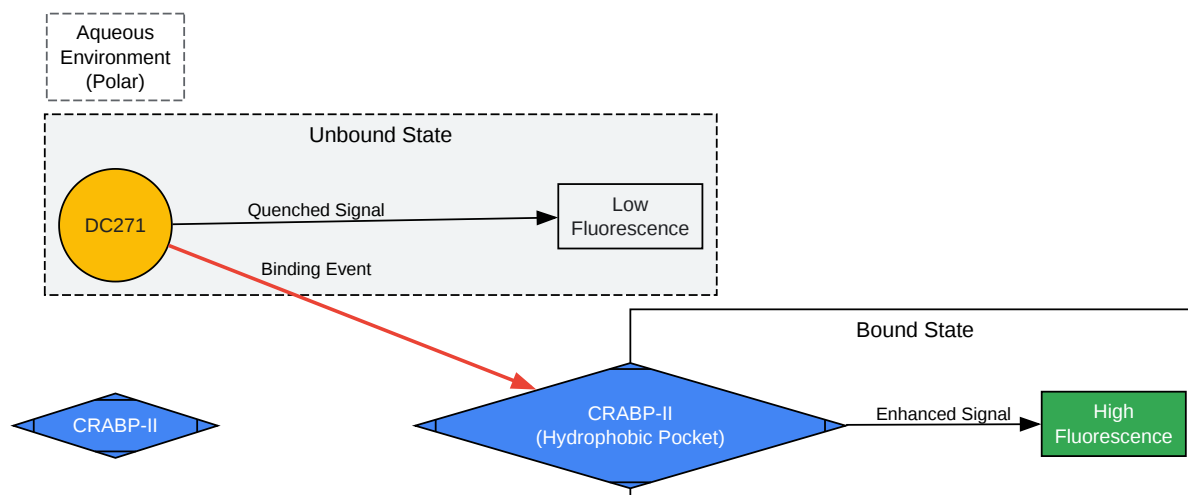 Aqueous
Environment
(Polar)
Unbound State
DC271
Quenched Signal
Low
Fluorescence
Binding Event
Bound State
CRABP-II
CRABP-II
(Hydrophobic Pocket)
Enhanced Signal
High
Fluorescence